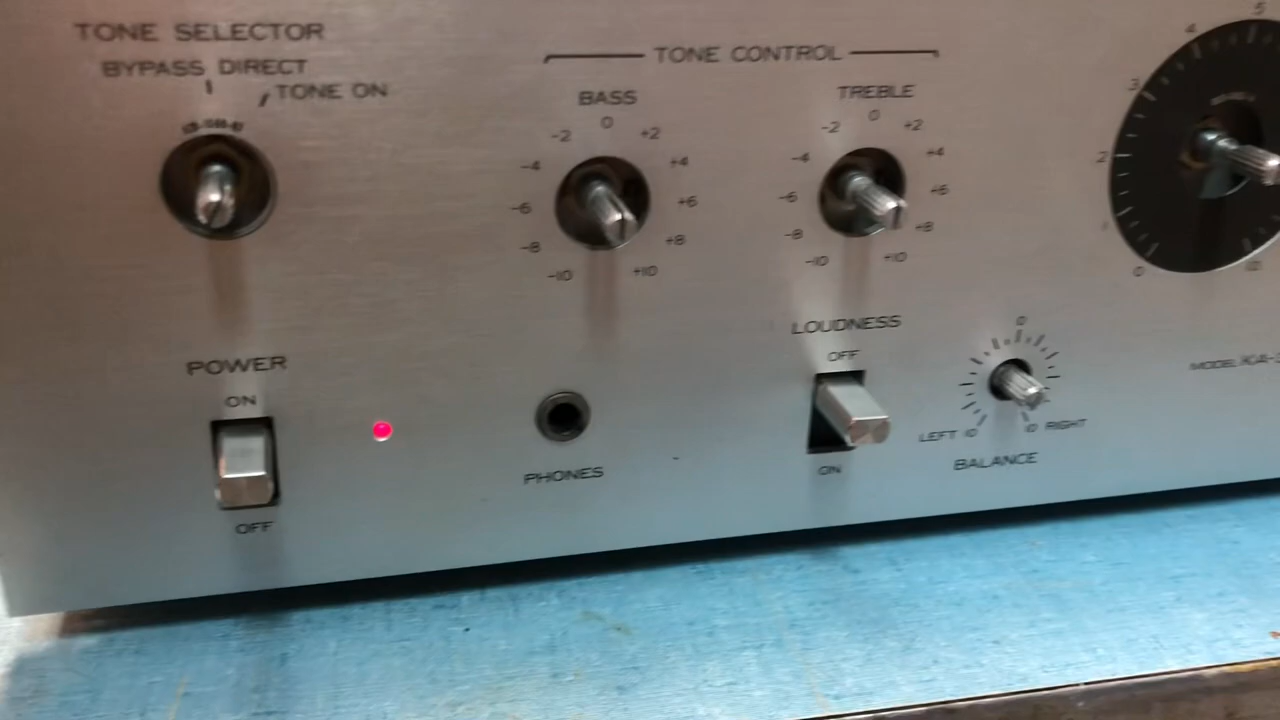 TONE SELECTOR
BYPASS DIRECT
TONE ON
TONE CONTROL
BASS
-2 0 +2
-4 +4
-6 +6
-8 +8
-10 +10
TREBLE
-2 0 +2
-4 +4
-6 +6
-8 +8
-10 +10
5
4
3
2
1
0
10
POWER
ON
OFF
PHONES
LOUDNESS
OFF
ON
0
LEFT 10
10 RIGHT
BALANCE
MODEL